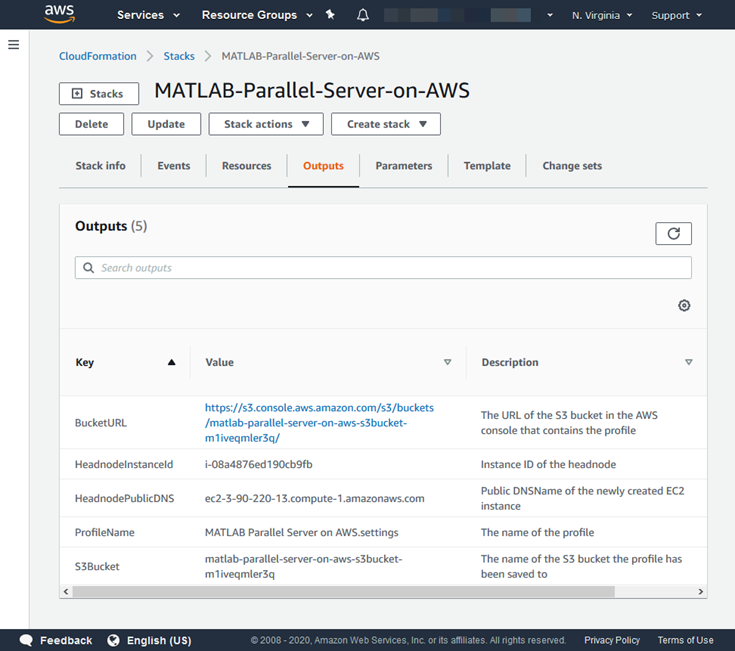 aws Services Resource Groups N. Virginia Support
CloudFormation Stacks MATLAB-Parallel-Server-on-AWS
Stacks MATLAB-Parallel-Server-on-AWS
Delete Update Stack actions Create stack
Stack info Events Resources Outputs Parameters Template Change sets
Outputs (5)
Search outputs
Key Value Description
BucketURL
https://s3.console.aws.amazon.com/s3/buckets
/matlab-parallel-server-on-aws-s3bucket-
m1iveqmler3q/
The URL of the S3 bucket in the AWS
console that contains the profile
HeadnodeInstanceId i-08a4876ed190cb9fb Instance ID of the headnode
HeadnodePublicDNS ec2-3-90-220-13.compute-1.amazonaws.com
Public DNSName of the newly created EC2
instance
ProfileName MATLAB Parallel Server on AWS.settings The name of the profile
S3Bucket
matlab-parallel-server-on-aws-s3bucket-
m1iveqmler3q
The name of the S3 bucket the profile has
been saved to
Feedback English (US) © 2008 - 2020, Amazon Web Services, Inc. or its affiliates. All rights reserved. Privacy Policy Terms of Use